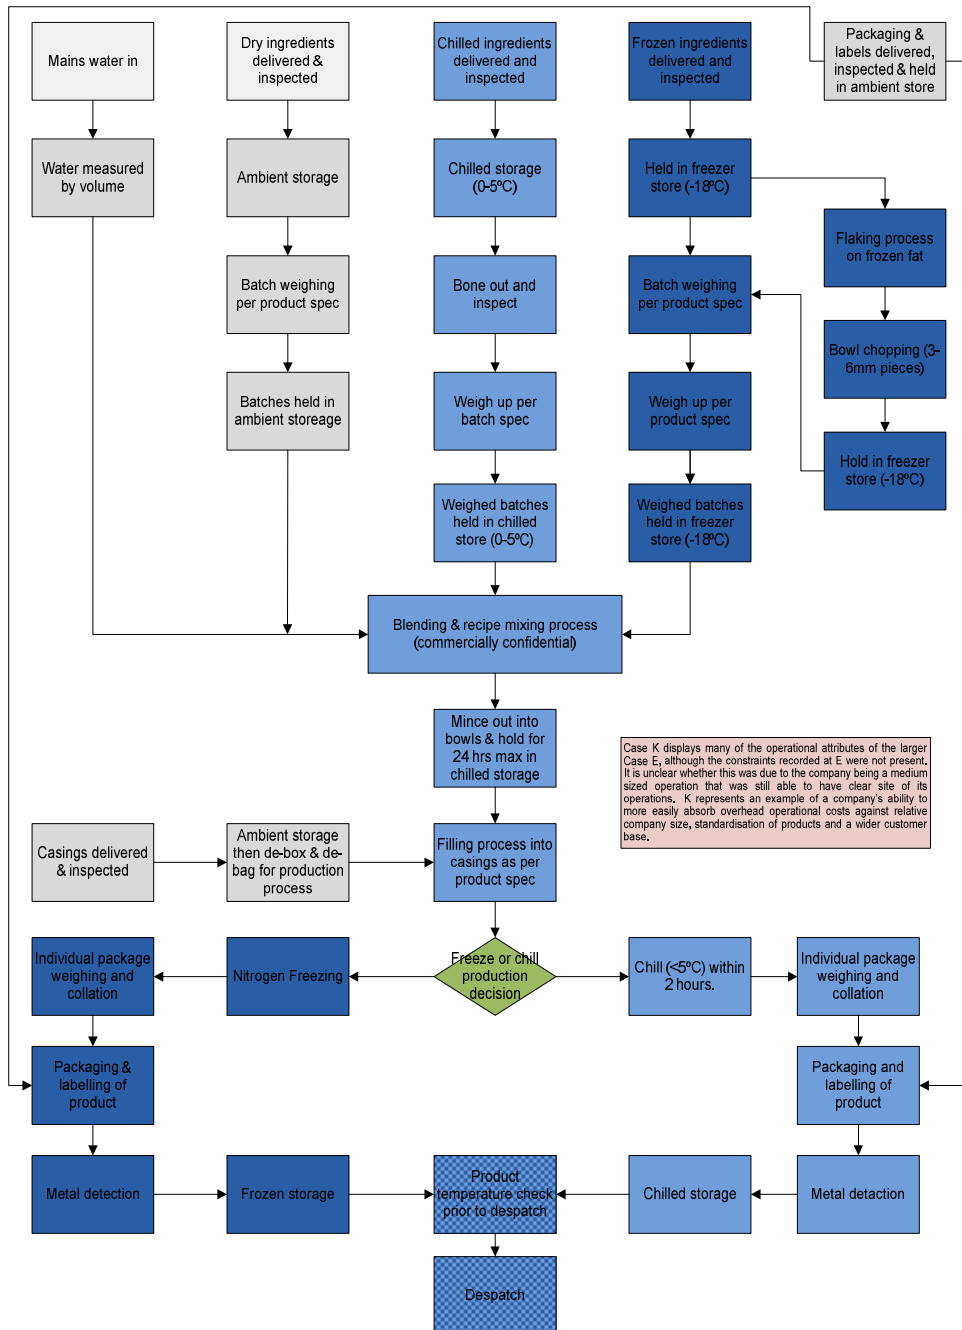 Mains water in
Dry ingredients
delivered &
inspected
Chilled ingredients
delivered and
inspected
Frozen ingredients
delivered and
inspected
Packaging &
labels delivered,
inspected & held
in ambient store
Water measured
by volume
Ambient storage
Chilled storage
(0-5ºC)
Held in freezer
store (-18ºC)
Flaking process
on frozen fat
Batch weighing
per product spec
Bone out and
inspect
Batch weighing
per product spec
Bowl chopping (3-
6mm pieces)
Batches held in
ambient storeage
Weigh up per
batch spec
Weigh up per
product spec
Hold in freezer
store (-18ºC)
Weighed batches
held in chilled
store (0-5ºC)
Weighed batches
held in freezer
store (-18ºC)
Blending & recipe mixing process
(commercially confidential)
Mince out into
bowls & hold for
24 hrs max in
chilled storage
Case K displays many of the operational attributes of the larger
Case E, although the constraints recorded at E were not present.
It is unclear whether this was due to the company being a medium
sized operation that was still able to have clear site of its
operations. K represents an example of a company's ability to
more easily absorb overhead operational costs against relative
company size, standardisation of products and a wider customer
base.
Casings delivered
& inspected
Ambient storage
then de-box & de-
bag for production
process
Filling process into
casings as per
product spec
Individual package
weighing and
collation
Nitrogen Freezing
Freeze or chill
production
decision
Chill (<5ºC) within
2 hours.
Individual package
weighing and
collation
Packaging &
labelling of
product
Packaging and
labelling of
product
Metal detection
Frozen storage
Product
temperature check
prior to despatch
Chilled storage
Metal detaction
Despatch